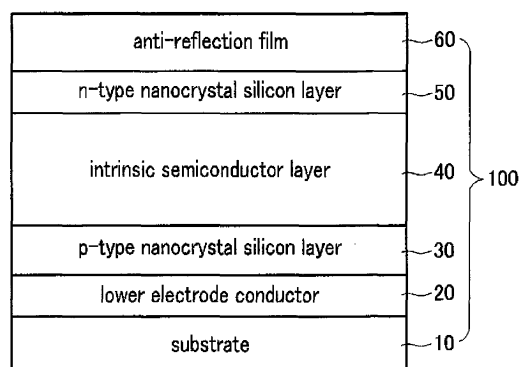 anti-reflection film 60
n-type nanocrystal silicon layer 50
intrinsic semiconductor layer 40
100
p-type nanocrystal silicon layer 30
lower electrode conductor 20
substrate 10